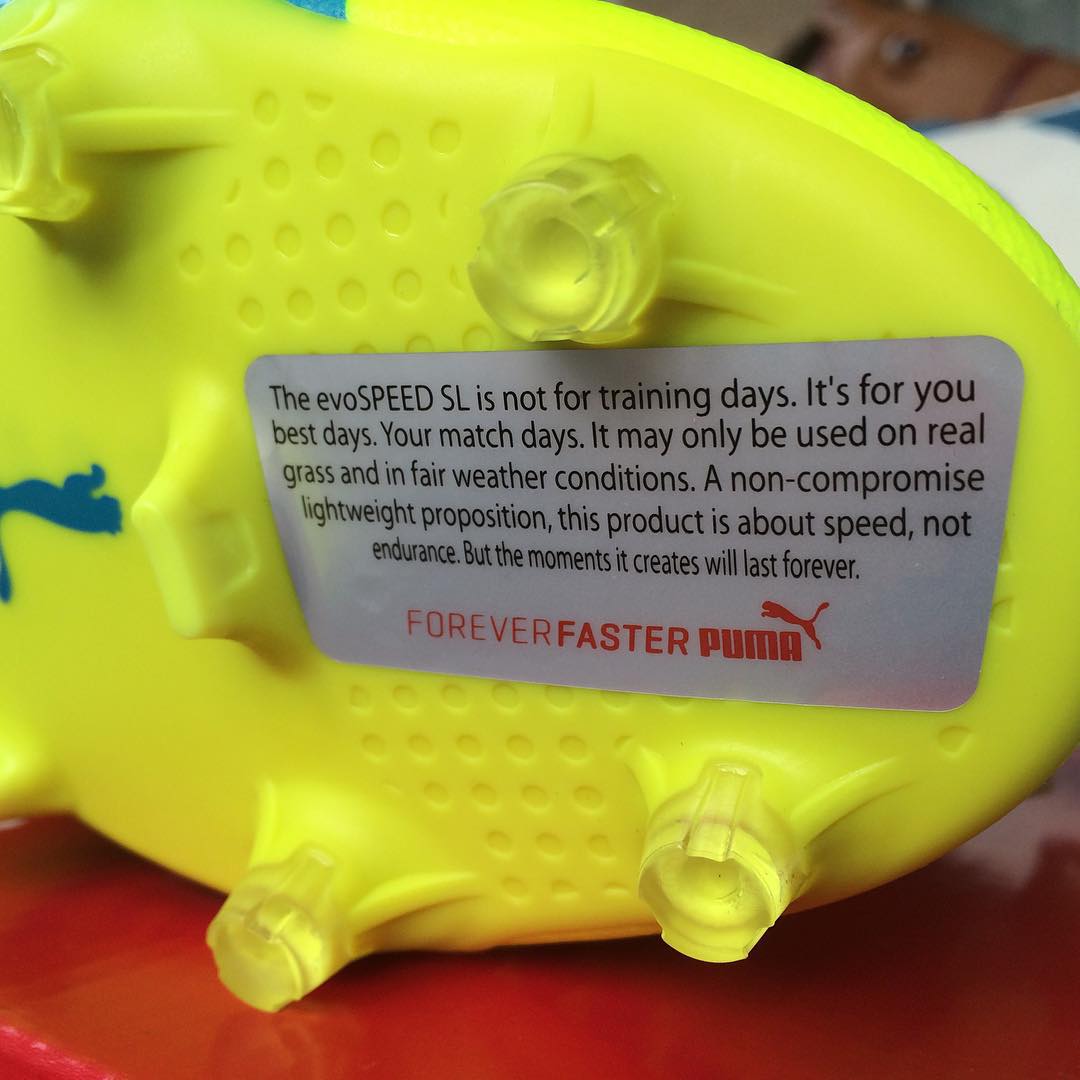 The evoSPEED SL is not for training days. It's for you
best days. Your match days. It may only be used on real
grass and in fair weather conditions. A non-compromise
lightweight proposition, this product is about speed, not
endurance. But the moments it creates will last forever.
FOREVERFASTER PUMA